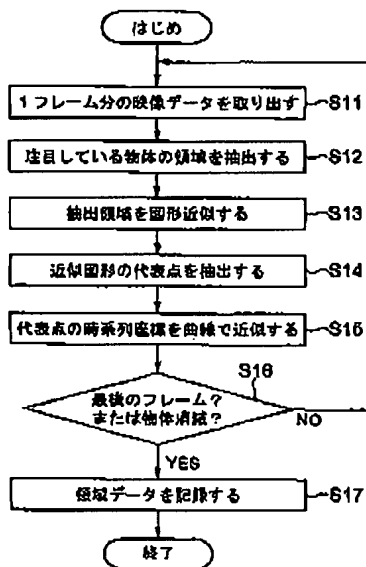 はじめ
1フレーム分の映像データを取り出す
S11
注目している物体の領域を抽出する
S12
抽出領域を図形近似する
S13
近似図形の代表点を抽出する
S14
代表点の時系列座標を曲線で近似する
S15
S16
最後のフレーム?
または物体消滅?
NO
YES
領域データを記録する
S17
終了